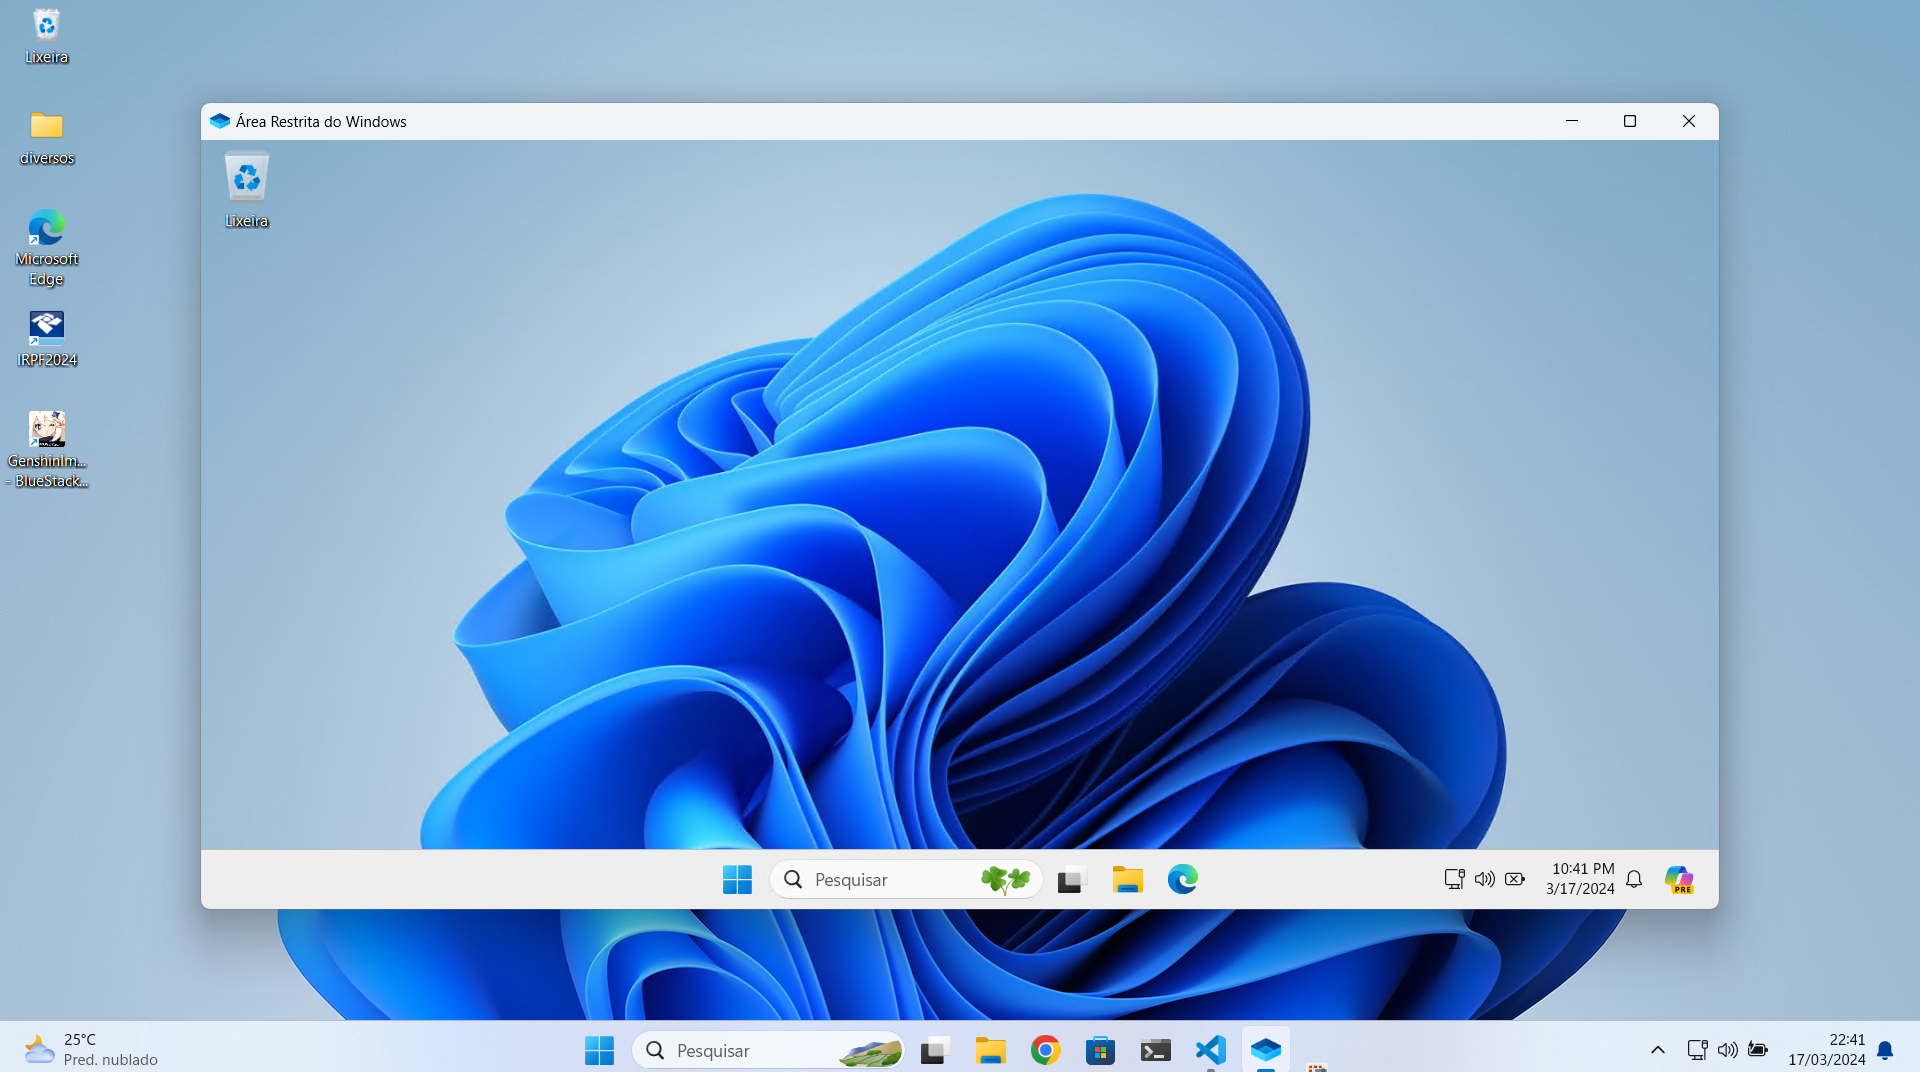 Lixeira
diversos
Microsoft
Edge
IRPF2024
GenshinIm...
- BlueStack...
Área Restrita do Windows
Lixeira
Pesquisar
10:41 PM
3/17/2024
PRE
25°C
Pred. nublado
Pesquisar
22:41
17/03/2024